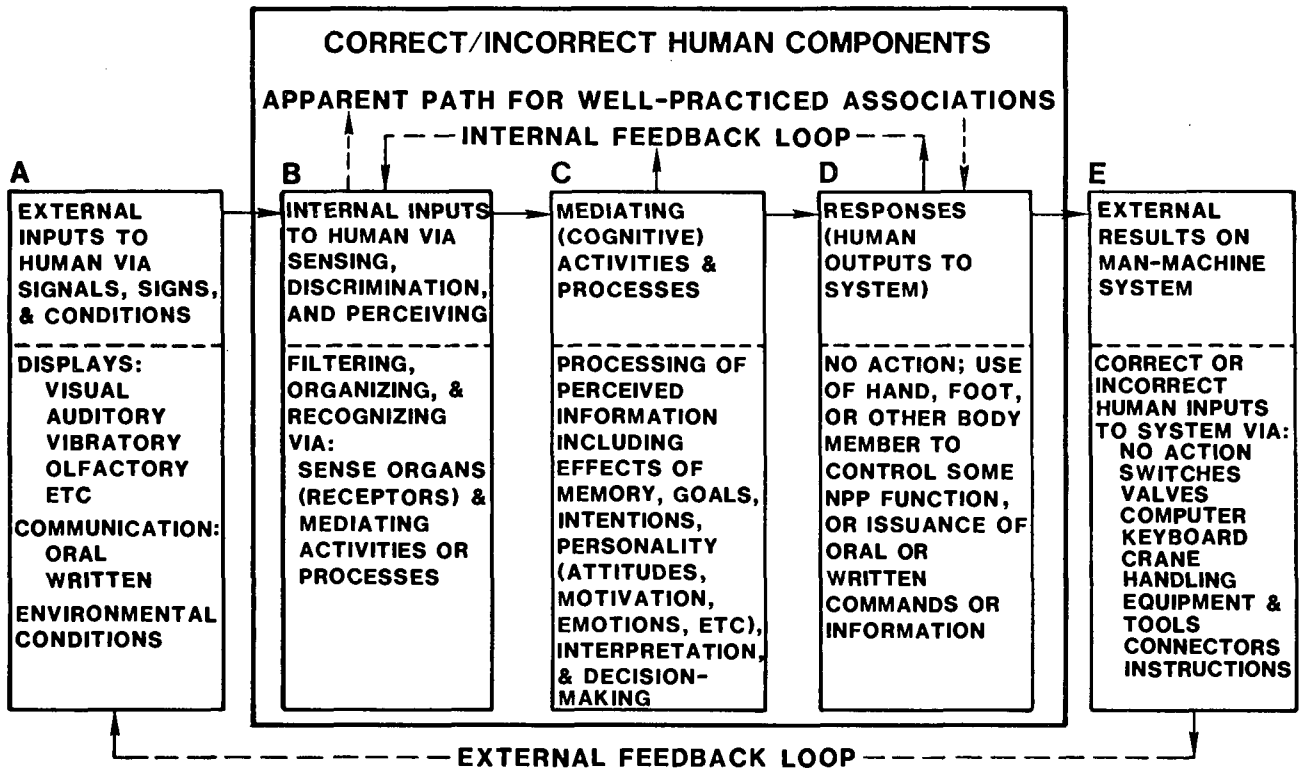 CORRECT/INCORRECT HUMAN COMPONENTS
APPARENT PATH FOR WELL-PRACTICED ASSOCIATIONS
INTERNAL FEEDBACK LOOP
A
EXTERNAL
INPUTS TO
HUMAN VIA
SIGNALS, SIGNS,
& CONDITIONS
DISPLAYS:
VISUAL
AUDITORY
VIBRATORY
OLFACTORY
ETC
COMMUNICATION:
ORAL
WRITTEN
ENVIRONMENTAL
CONDITIONS
B
INTERNAL INPUTS
TO HUMAN VIA
SENSING,
DISCRIMINATION,
AND PERCEIVING
FILTERING,
ORGANIZING, &
RECOGNIZING
VIA:
SENSE ORGANS
(RECEPTORS) &
MEDIATING
ACTIVITIES OR
PROCESSES
C
MEDIATING
(COGNITIVE)
ACTIVITIES &
PROCESSES
PROCESSING OF
PERCEIVED
INFORMATION
INCLUDING
EFFECTS OF
MEMORY, GOALS,
INTENTIONS,
PERSONALITY
(ATTITUDES,
MOTIVATION,
EMOTIONS, ETC),
INTERPRETATION,
& DECISION-
MAKING
D
RESPONSES
(HUMAN
OUTPUTS TO
SYSTEM)
NO ACTION; USE
OF HAND, FOOT,
OR OTHER BODY
MEMBER TO
CONTROL SOME
NPP FUNCTION,
OR ISSUANCE OF
ORAL OR
WRITTEN
COMMANDS OR
INFORMATION
E
EXTERNAL
RESULTS ON
MAN-MACHINE
SYSTEM
CORRECT OR
INCORRECT
HUMAN INPUTS
TO SYSTEM VIA:
NO ACTION
SWITCHES
VALVES
COMPUTER
KEYBOARD
CRANE
HANDLING
EQUIPMENT &
TOOLS
CONNECTORS
INSTRUCTIONS
EXTERNAL FEEDBACK LOOP